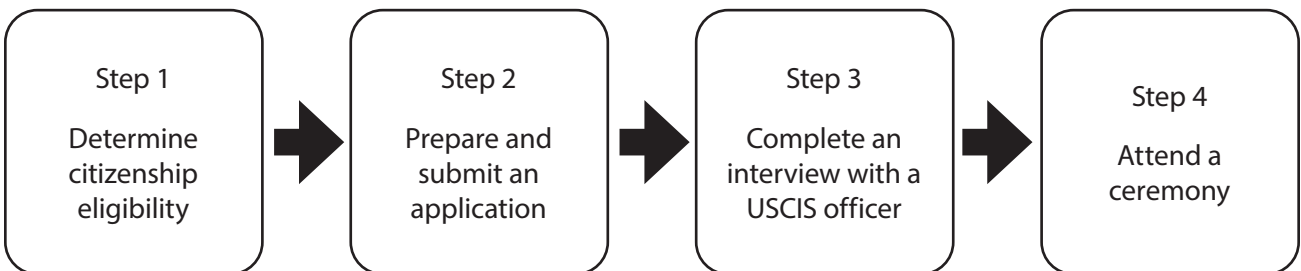 Step 1
Determine
citizenship
eligibility
Step 2
Prepare and
submit an
application
Step 3
Complete an
interview with a
USCIS officer
Step 4
Attend a
ceremony